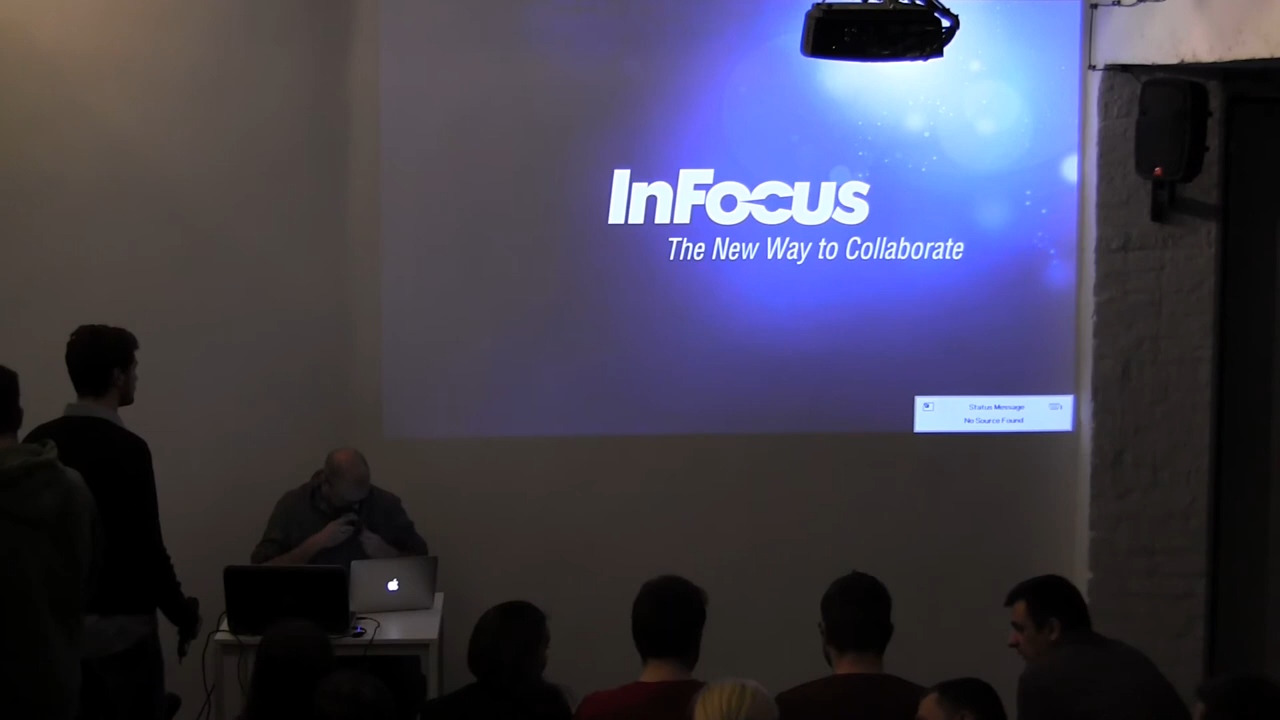 InFocus
The New Way to Collaborate
Status Message
No Source Found